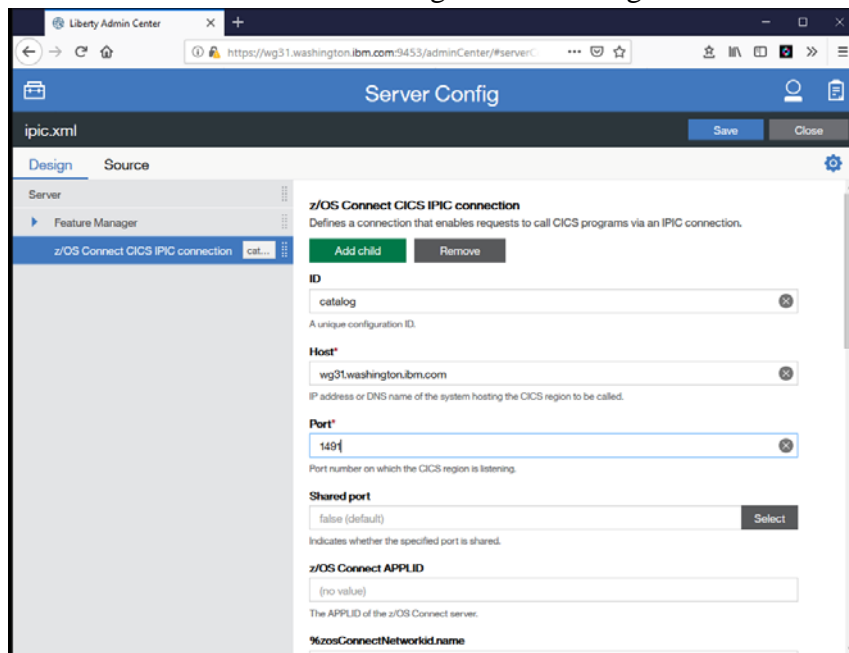 Liberty Admin Center
https://wg31.washington.ibm.com:9453/adminCenter/#serverC
Server Config
ipic.xml
Save
Close
Design
Source
Server
Feature Manager
z/OS Connect CICS IPIC connection cat...
z/OS Connect CICS IPIC connection
Defines a connection that enables requests to call CICS programs via an IPIC connection.
Add child
Remove
ID
catalog
A unique configuration ID.
Host*
wg31.washington.ibm.com
IP address or DNS name of the system hosting the CICS region to be called.
Port*
1491
Port number on which the CICS region is listening.
Shared port
false (default)
Select
Indicates whether the specified port is shared.
z/OS Connect APPLID
(no value)
The APPLID of the z/OS Connect server.
%zosConnectNetworkid.name